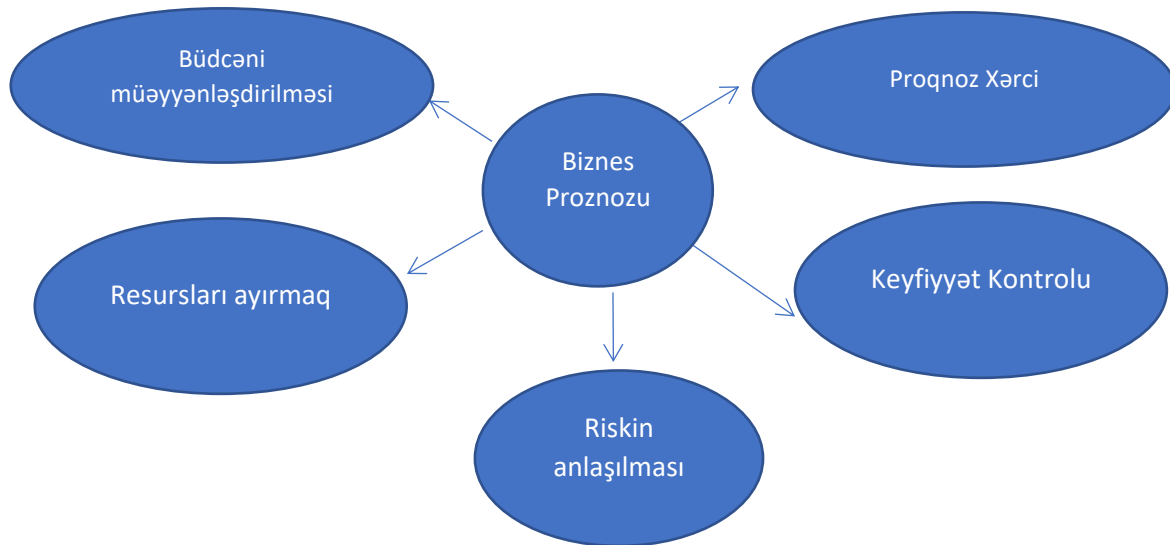 Büdcəni
müəyyənləşdirilməsi
Proqnoz Xərci
Biznes
Proznozu
Resursları ayırmaq
Keyfiyyət Kontrolu
Riskin
anlaşılması